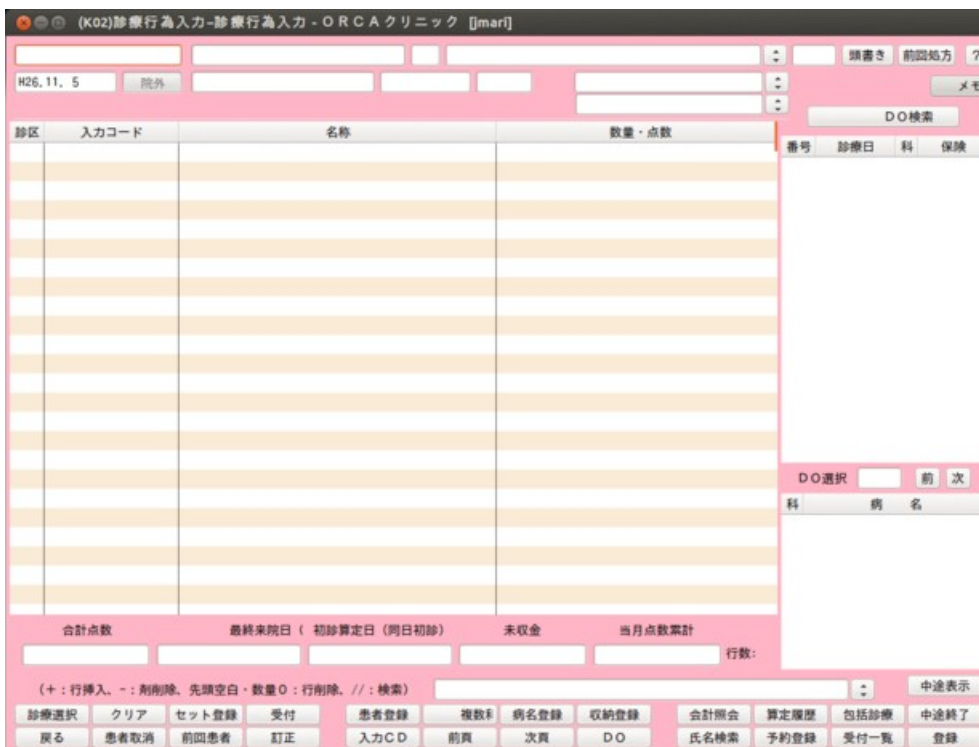 (K02)診療行為入力-診療行為入力 - ORCAクリニック [jmari]
頭書き 前回処方 ?
H26.11. 5 院外 メモ
DO検索
診区 入力コード 名称 数量・点数
番号 診療日 科 保険
DO選択 前 次
科 病 名
合計点数 最終来院日 ( 初診算定日 (同日初診) 未収金 当月点数累計
行数:
(+:行挿入、-:剤削除、先頭空白・数量0:行削除、//:検索) 中途表示
診療選択 クリア セット登録 受付 患者登録 複数科 病名登録 収納登録 会計照会 算定履歴 包括診療 中途終了
戻る 患者取消 前回患者 訂正 入力CD 前頁 次頁 DO 氏名検索 予約登録 受付一覧 登録